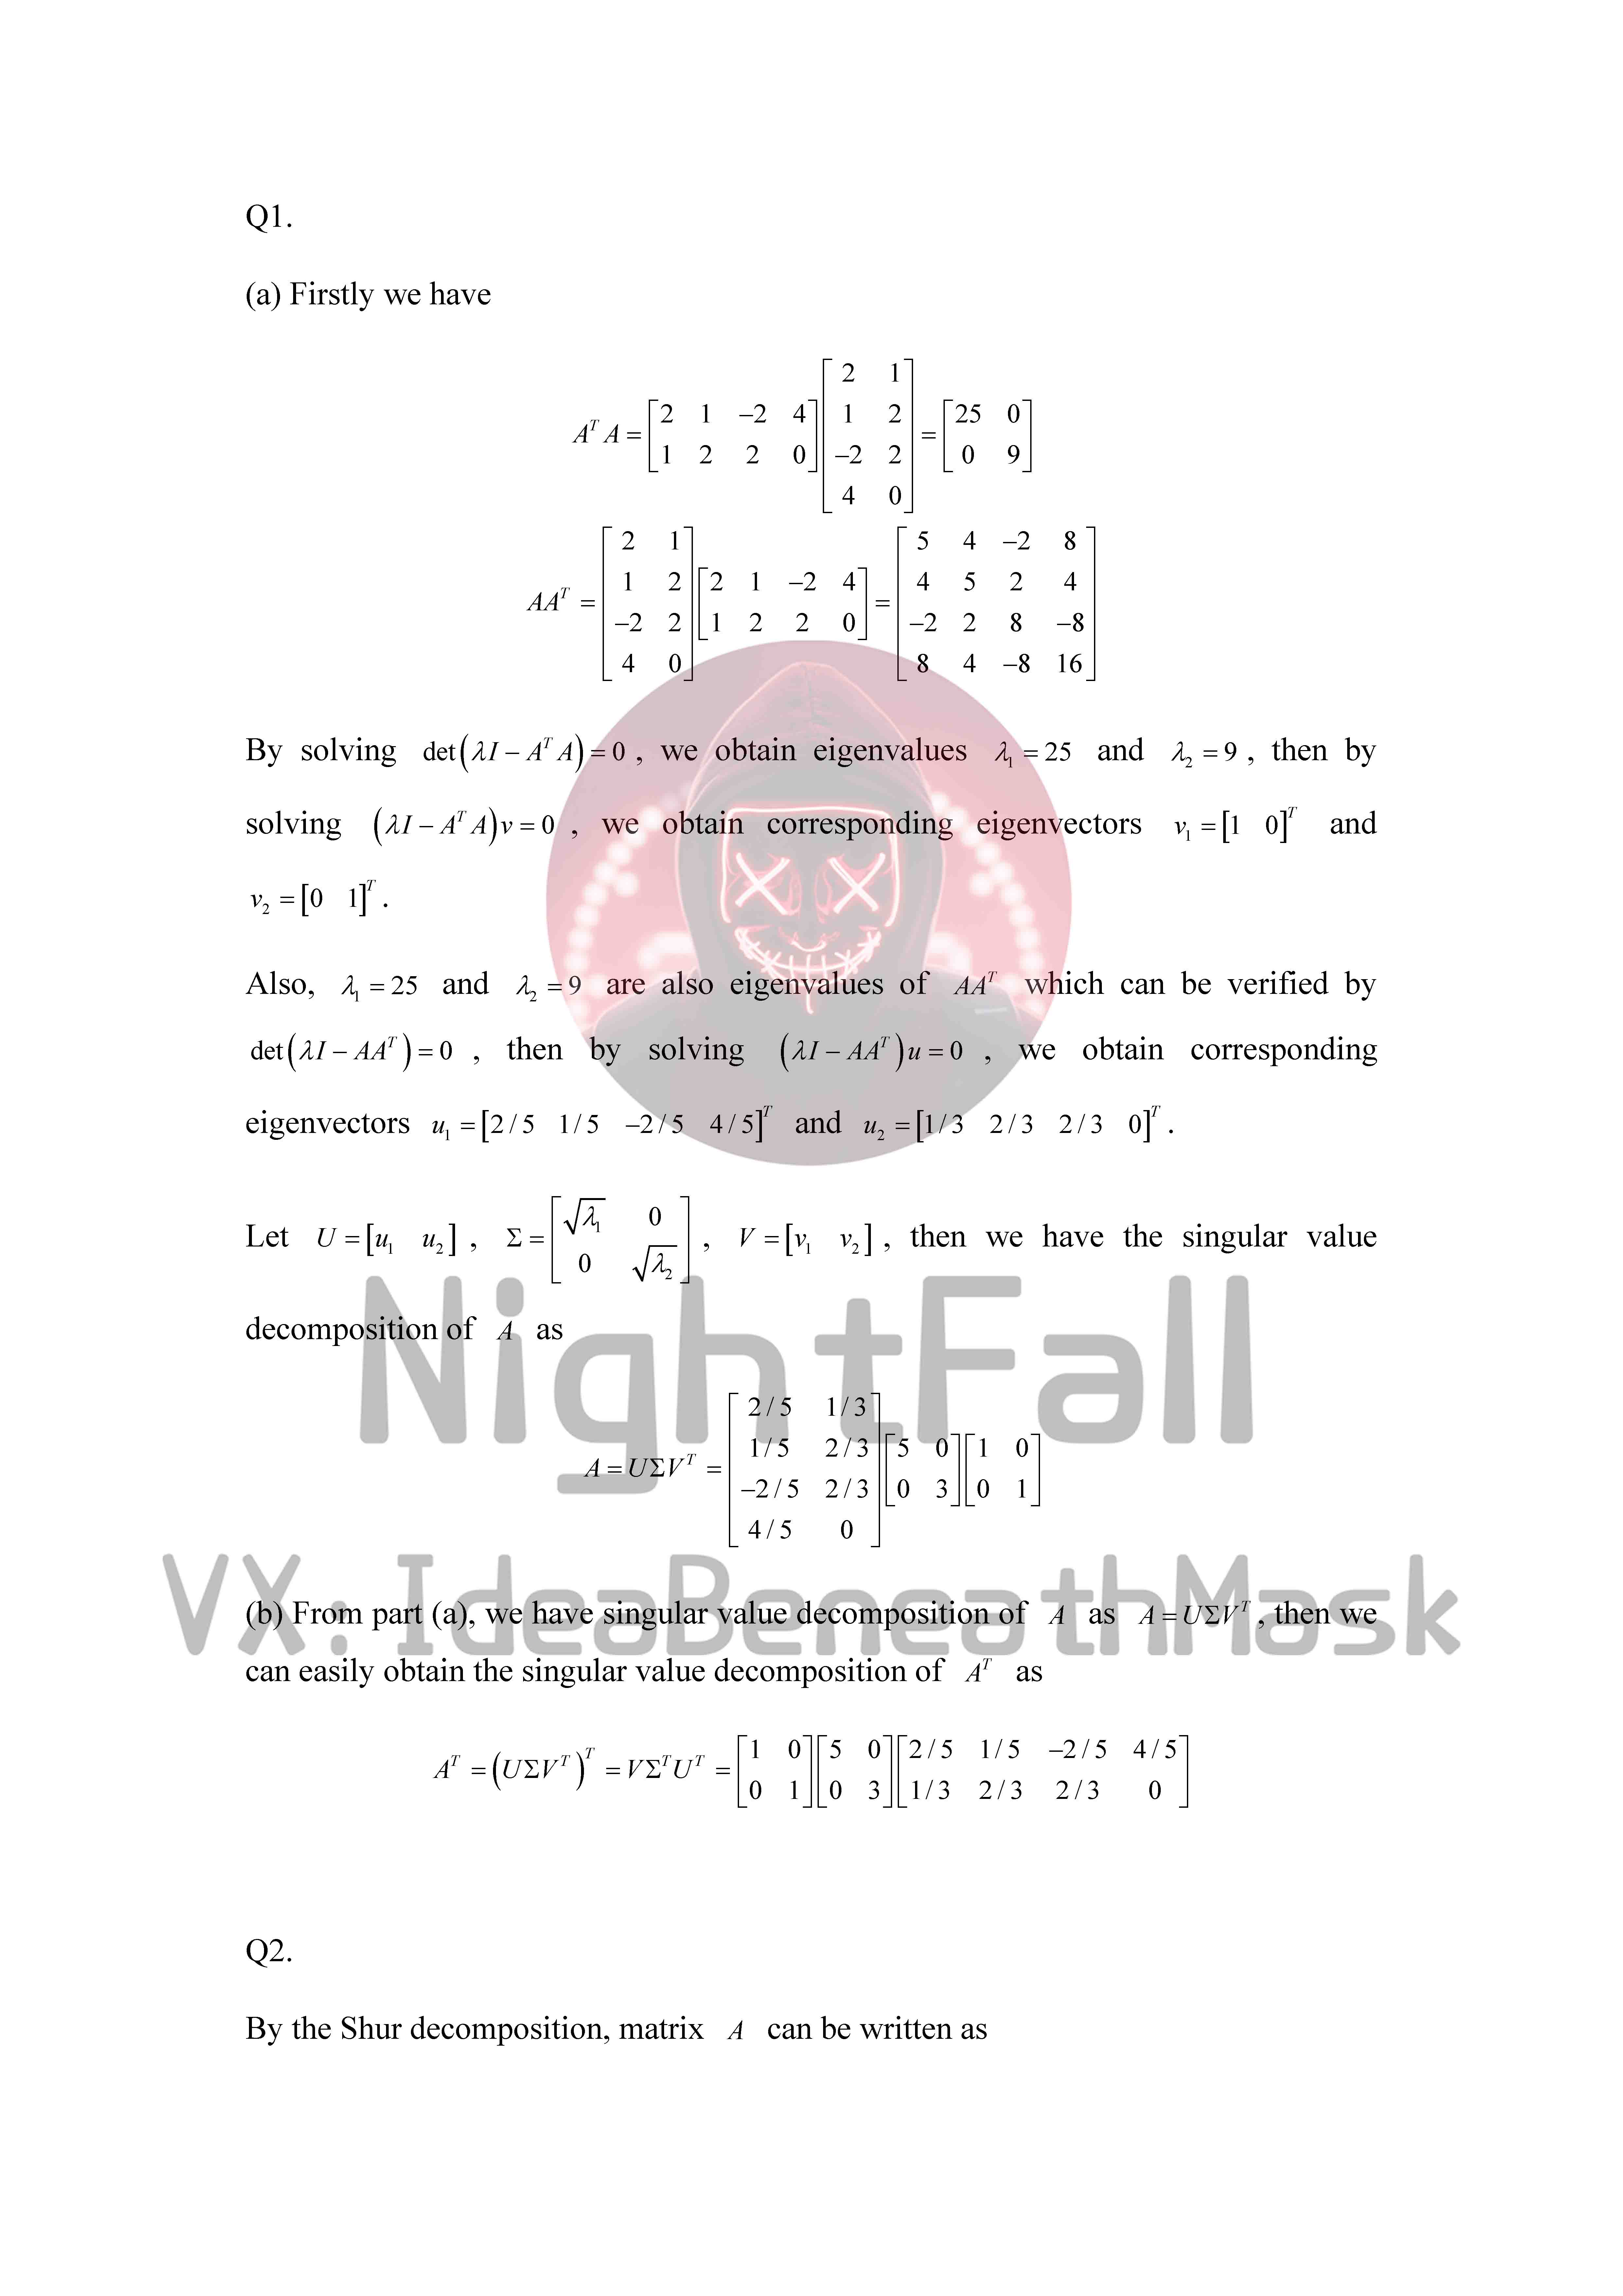 Q1.
(a) Firstly we have
A^T A = [2 1 −2 4; 1 2 2 0] [2 1; 1 2; −2 2; 4 0] = [25 0; 0 9]
AA^T = [2 1; 1 2; −2 2; 4 0] [2 1 −2 4; 1 2 2 0] = [5 4 −2 8; 4 5 2 4; −2 2 8 −8; 8 4 −8 16]
By solving det(λI − A^T A) = 0 , we obtain eigenvalues λ₁ = 25 and λ₂ = 9 , then by
solving (λI − A^T A)v = 0 , we obtain corresponding eigenvectors v₁ = [1 0]^T and
v₂ = [0 1]^T .
Also, λ₁ = 25 and λ₂ = 9 are also eigenvalues of AA^T which can be verified by
det(λI − AA^T) = 0 , then by solving (λI − AA^T)u = 0 , we obtain corresponding
eigenvectors u₁ = [2/5 1/5 −2/5 4/5]^T and u₂ = [1/3 2/3 2/3 0]^T .
Let U = [u₁ u₂] , Σ = [√λ₁ 0; 0 √λ₂] , V = [v₁ v₂] , then we have the singular value
decomposition of A as
NightFall
A = UΣV^T = [2/5 1/3; 1/5 2/3; −2/5 2/3; 4/5 0] [5 0; 0 3] [1 0; 0 1]
VX: IdeaBeneathMask
(b) From part (a), we have singular value decomposition of A as A = UΣV^T , then we
can easily obtain the singular value decomposition of A^T as
A^T = (UΣV^T)^T = VΣ^T U^T = [1 0; 0 1] [5 0; 0 3] [2/5 1/5 −2/5 4/5; 1/3 2/3 2/3 0]
Q2.
By the Shur decomposition, matrix A can be written as